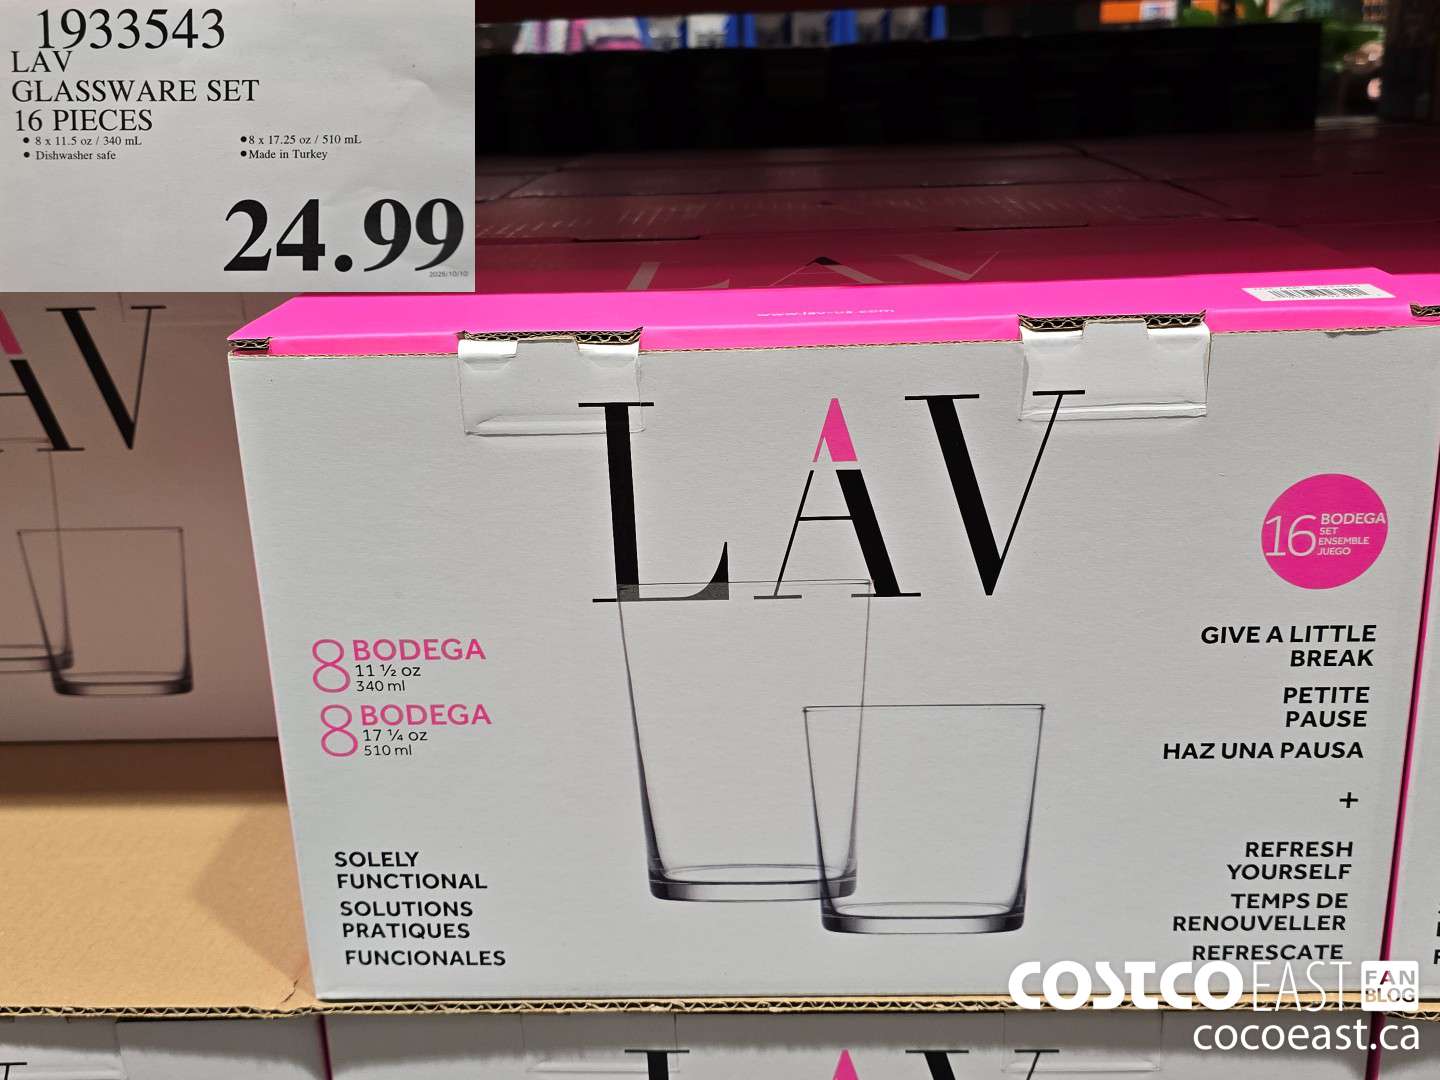 1933543
LAV
GLASSWARE SET
16 PIECES
• 8 x 11.5 oz / 340 mL
• 8 x 17.25 oz / 510 mL
• Dishwasher safe
• Made in Turkey
24.99
LAV
AV
LAV
16 BODEGA
SET
ENSEMBLE
JUEGO
8 BODEGA
11 ½ oz
340 ml
8 BODEGA
17 ¼ oz
510 ml
GIVE A LITTLE
BREAK
PETITE
PAUSE
HAZ UNA PAUSA
+
REFRESH
YOURSELF
TEMPS DE
RENOUVELLER
REFRESCATE
SOLELY
FUNCTIONAL
SOLUTIONS
PRATIQUES
FUNCIONALES
COSTCO EAST FAN
BLOG
cocoeast.ca